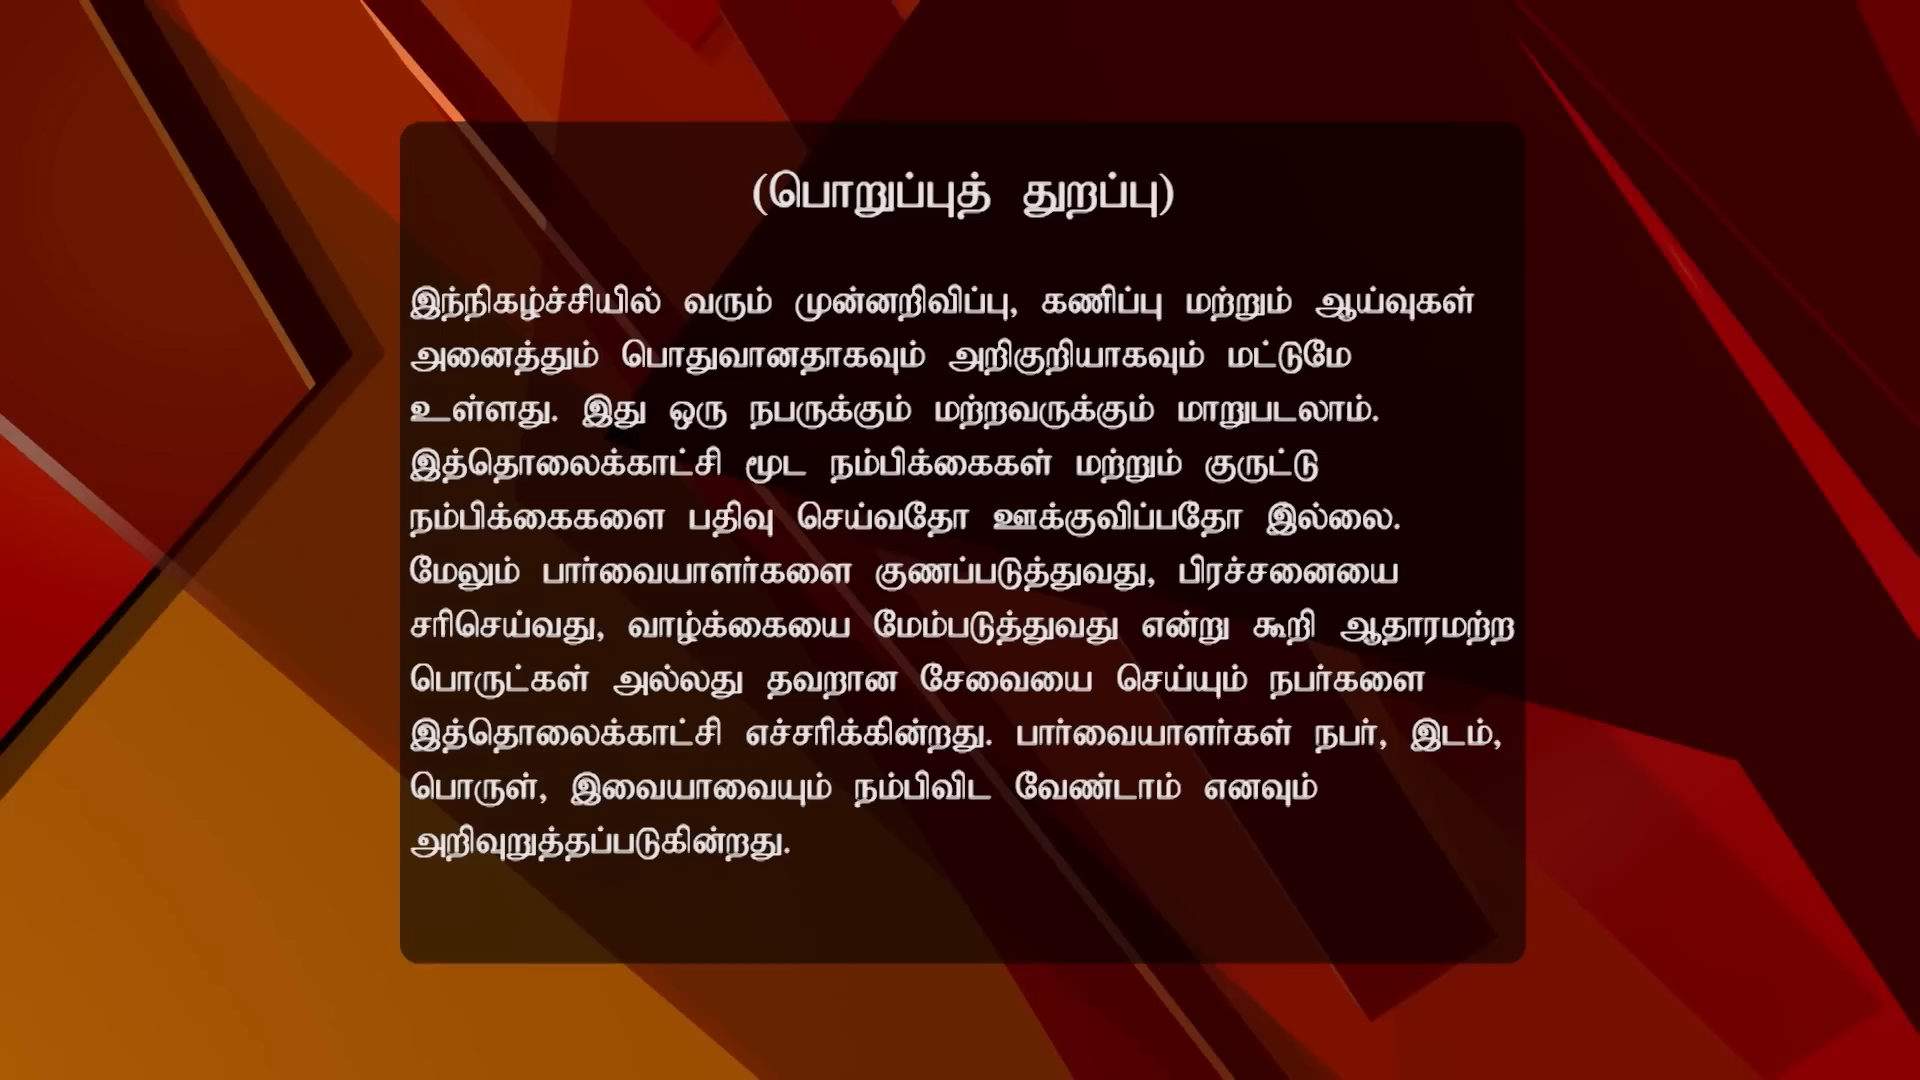 (பொறுப்புத் துறப்பு)
இந்நிகழ்ச்சியில் வரும் முன்னறிவிப்பு, கணிப்பு மற்றும் ஆய்வுகள்
அனைத்தும் பொதுவானதாகவும் அறிகுறியாகவும் மட்டுமே
உள்ளது. இது ஒரு நபருக்கும் மற்றவருக்கும் மாறுபடலாம்.
இத்தொலைக்காட்சி மூட நம்பிக்கைகள் மற்றும் குருட்டு
நம்பிக்கைகளை பதிவு செய்வதோ ஊக்குவிப்பதோ இல்லை.
மேலும் பார்வையாளர்களை குணப்படுத்துவது, பிரச்சனையை
சரிசெய்வது, வாழ்க்கையை மேம்படுத்துவது என்று கூறி ஆதாரமற்ற
பொருட்கள் அல்லது தவறான சேவையை செய்யும் நபர்களை
இத்தொலைக்காட்சி எச்சரிக்கின்றது. பார்வையாளர்கள் நபர், இடம்,
பொருள், இவையாவையும் நம்பிவிட வேண்டாம் எனவும்
அறிவுறுத்தப்படுகின்றது.